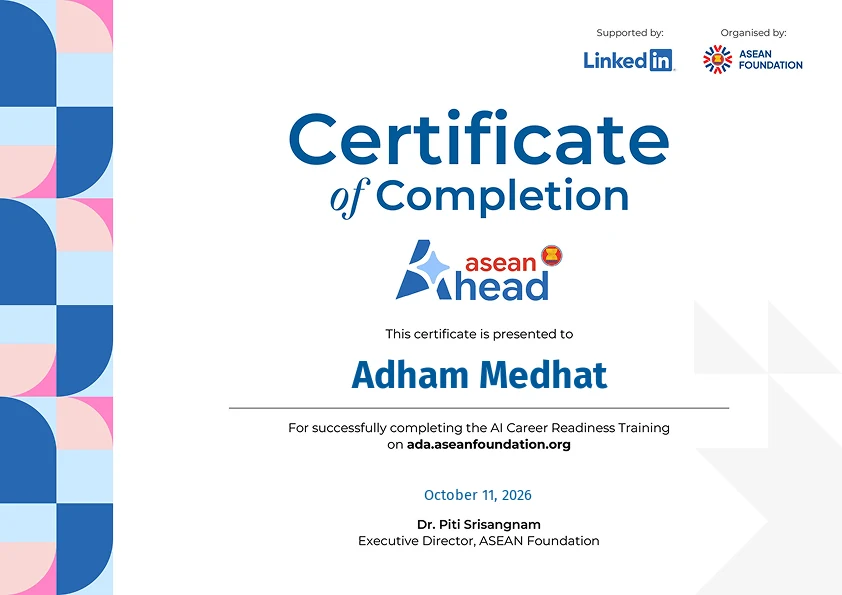 Supported by:
Organised by:
LinkedIn
ASEAN
FOUNDATION
Certificate
of Completion
asean
Ahead
This certificate is presented to
Adham Medhat
For successfully completing the AI Career Readiness Training
on ada.aseanfoundation.org
October 11, 2026
Dr. Piti Srisangnam
Executive Director, ASEAN Foundation